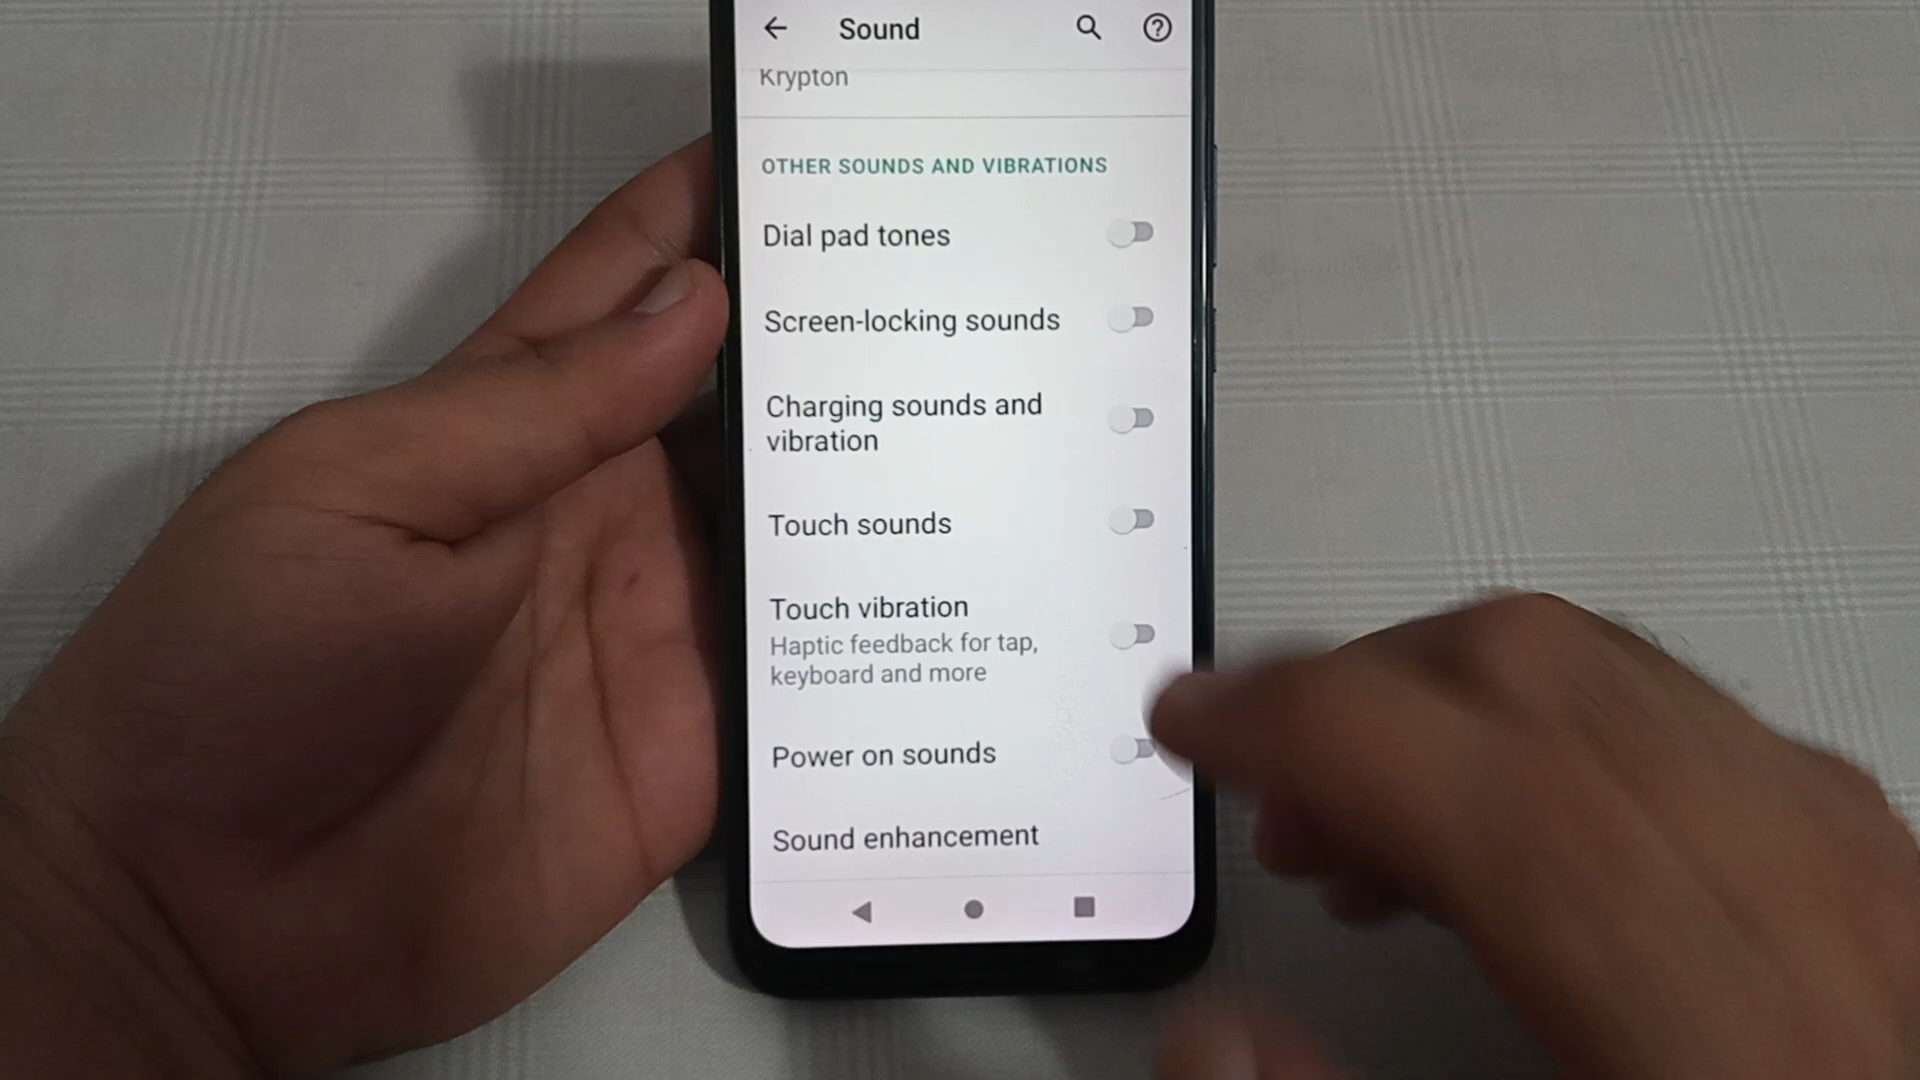 Sound
Krypton
OTHER SOUNDS AND VIBRATIONS
Dial pad tones
Screen-locking sounds
Charging sounds and
vibration
Touch sounds
Touch vibration
Haptic feedback for tap,
keyboard and more
Power on sounds
Sound enhancement